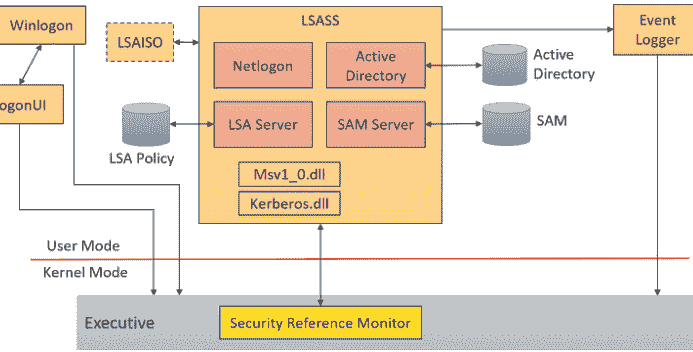 Winlogon
LSASS
Event
Logger
LSAISO
Netlogon
Active
Directory
Active
Directory
ogonUI
LSA Server
SAM Server
SAM
LSA Policy
Msv1_0.dll
Kerberos.dll
User Mode
Kernel Mode
Executive
Security Reference Monitor